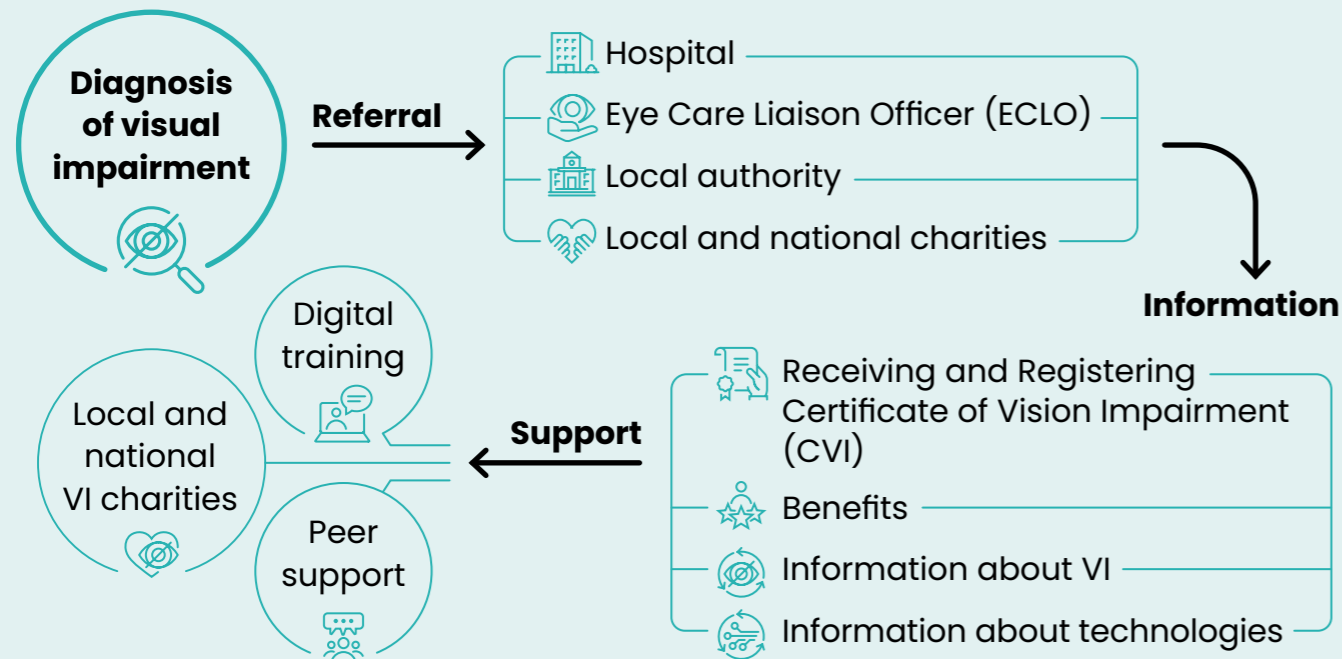 Diagnosis
of visual
impairment
Referral
Hospital
Eye Care Liaison Officer (ECLO)
Local authority
Local and national charities
Information
Receiving and Registering
Certificate of Vision Impairment
(CVI)
Benefits
Information about VI
Information about technologies
Support
Digital
training
Local and
national
VI charities
Peer
support